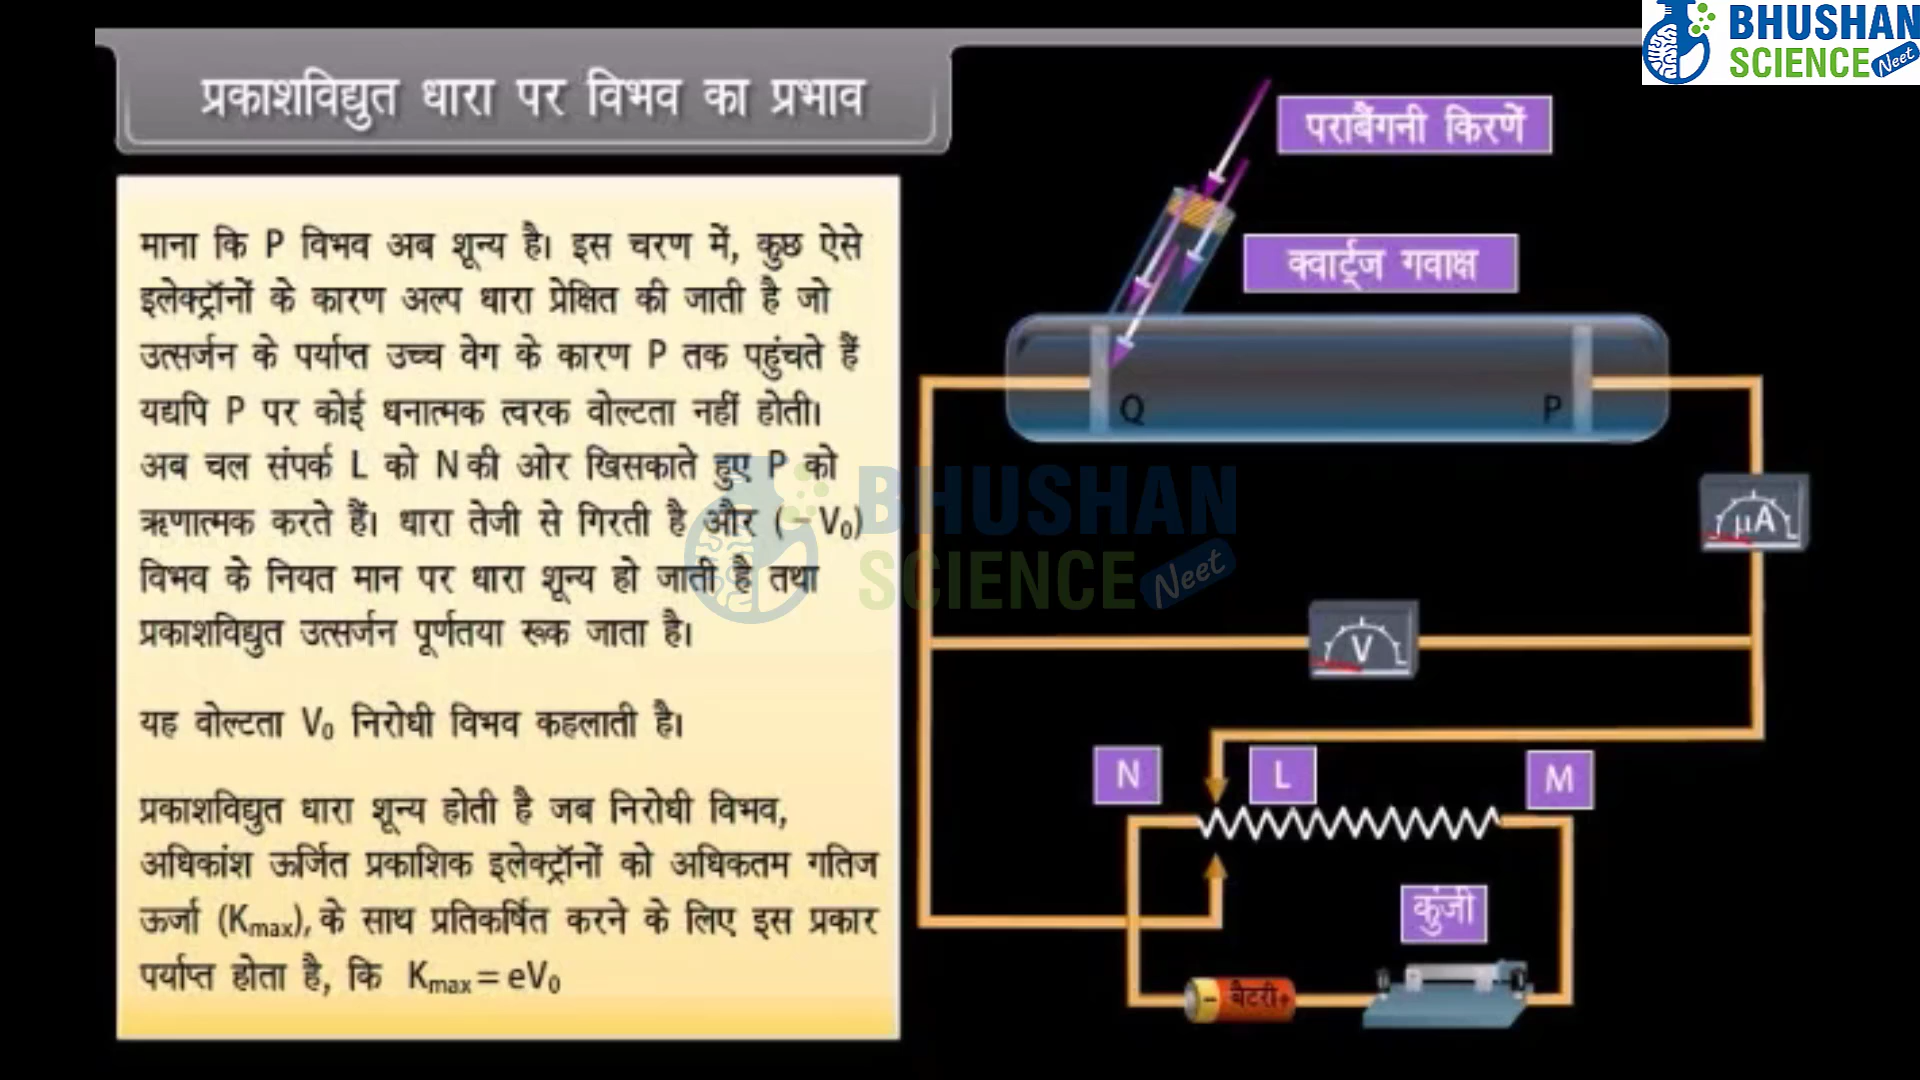 BHUSHAN
SCIENCE Neet
प्रकाशविद्युत धारा पर विभव का प्रभाव
माना कि P विभव अब शून्य है। इस चरण में, कुछ ऐसे
इलेक्ट्रॉनों के कारण अल्प धारा प्रेक्षित की जाती है जो
उत्सर्जन के पर्याप्त उच्च वेग के कारण P तक पहुंचते हैं
यद्यपि P पर कोई धनात्मक त्वरक वोल्टता नहीं होती।
अब चल संपर्क L को N की ओर खिसकाते हुए P को
ऋणात्मक करते हैं। धारा तेजी से गिरती है और (– V₀)
विभव के नियत मान पर धारा शून्य हो जाती है तथा
प्रकाशविद्युत उत्सर्जन पूर्णतया रूक जाता है।
यह वोल्टता V₀ निरोधी विभव कहलाती है।
प्रकाशविद्युत धारा शून्य होती है जब निरोधी विभव,
अधिकांश ऊर्जित प्रकाशिक इलेक्ट्रॉनों को अधिकतम गतिज
ऊर्जा (Kmax), के साथ प्रतिकर्षित करने के लिए इस प्रकार
पर्याप्त होता है, कि Kmax = eV₀
पराबैंगनी किरणें
क्वार्ट्ज गवाक्ष
Q
P
μA
V
N
L
M
कुंजी
– बैटरी +
BHUSHAN
SCIENCE Neet